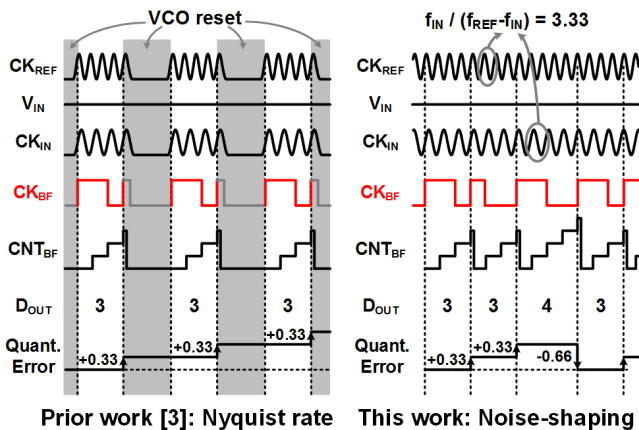 VCO reset
f_IN / (f_REF-f_IN) = 3.33
CK_REF
CK_REF
V_IN
V_IN
CK_IN
CK_IN
CK_BF
CK_BF
CNT_BF
CNT_BF
D_OUT 3 3 3
D_OUT 3 3 4 3
Quant. Error +0.33 +0.33 +0.33
Quant. Error +0.33 +0.33 -0.66
Prior work [3]: Nyquist rate
This work: Noise-shaping